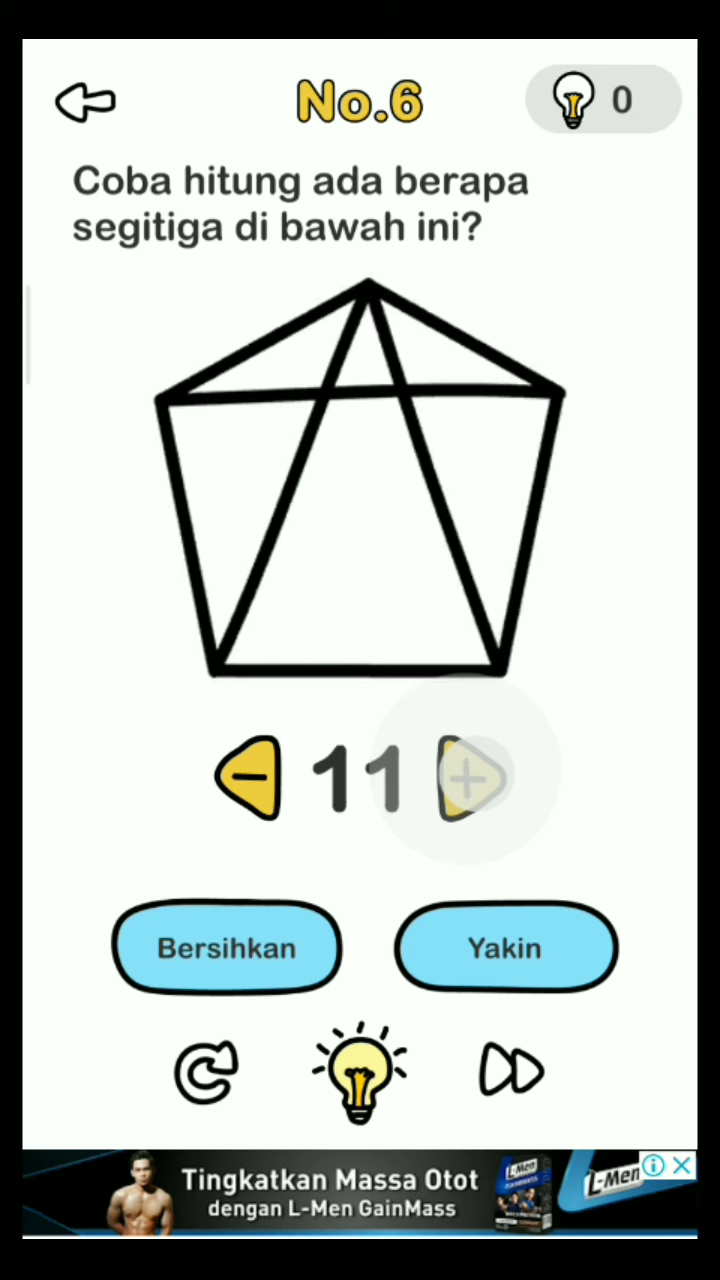 No.6
0
Coba hitung ada berapa
segitiga di bawah ini?
11
Bersihkan
Yakin
Tingkatkan Massa Otot
dengan L-Men GainMass
L-Men
L-Men